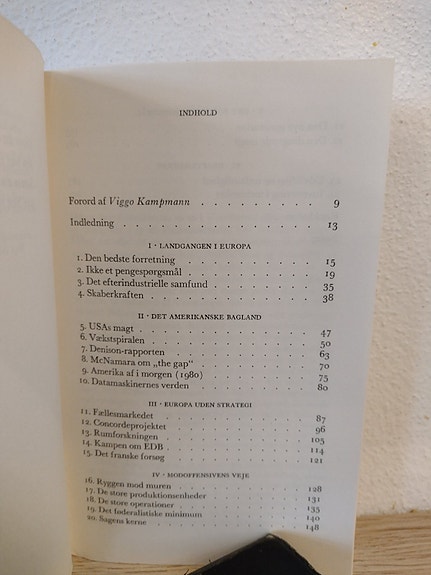 INDHOLD
Forord af Viggo Kampmann . . . . . . . . 9
Indledning . . . . . . . . . . . . 13
I · LANDGANGEN I EUROPA
1. Den bedste forretning . . . . . . . . 15
2. Ikke et pengespørgsmål . . . . . . . . 19
3. Det efterindustrielle samfund . . . . . . 35
4. Skaberkraften . . . . . . . . . . 38
II · DET AMERIKANSKE BAGLAND
5. USAs magt . . . . . . . . . . . 47
6. Vækstspiralen . . . . . . . . . . 50
7. Denison-rapporten . . . . . . . . . 63
8. McNamara om „the gap“ . . . . . . . 70
9. Amerika af i morgen (1980) . . . . . . 75
10. Datamaskinernes verden . . . . . . . 80
III · EUROPA UDEN STRATEGI
11. Fællesmarkedet . . . . . . . . . 87
12. Concordeprojektet . . . . . . . . 96
13. Rumforskningen . . . . . . . . . 105
14. Kampen om EDB . . . . . . . . . 114
15. Det franske forsøg . . . . . . . . 121
IV · MODOFFENSIVENS VEJE
16. Ryggen mod muren . . . . . . . . 128
17. De store produktionsenheder . . . . . . 131
18. De store operationer . . . . . . . . 135
19. Det føderalistiske minimum . . . . . . 140
20. Sagens kerne . . . . . . . . . . 148